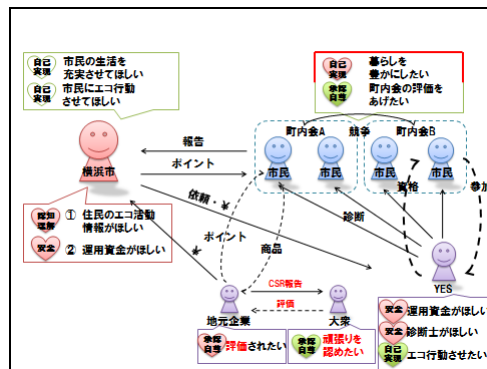 自己
実現
市民の生活を
充実させてほしい
自己
実現
市民にエコ行動
させてほしい
自己
実現
暮らしを
豊かにしたい
承認
自尊
町内会の評価を
あげたい
町内会A
競争
町内会B
報告
ポイント
横浜市
市民
市民
市民
市民
資格
参加
依頼・¥
診断
認知
理解
① 住民のエコ活動
情報がほしい
安全
② 運用資金がほしい
ポイント
商品
¥
YES
CSR報告
評価
地元企業
大衆
承認
自尊
評価されたい
承認
自尊
頑張りを
認めたい
安全
運用資金がほしい
安全
診断士がほしい
自己
実現
エコ行動させたい